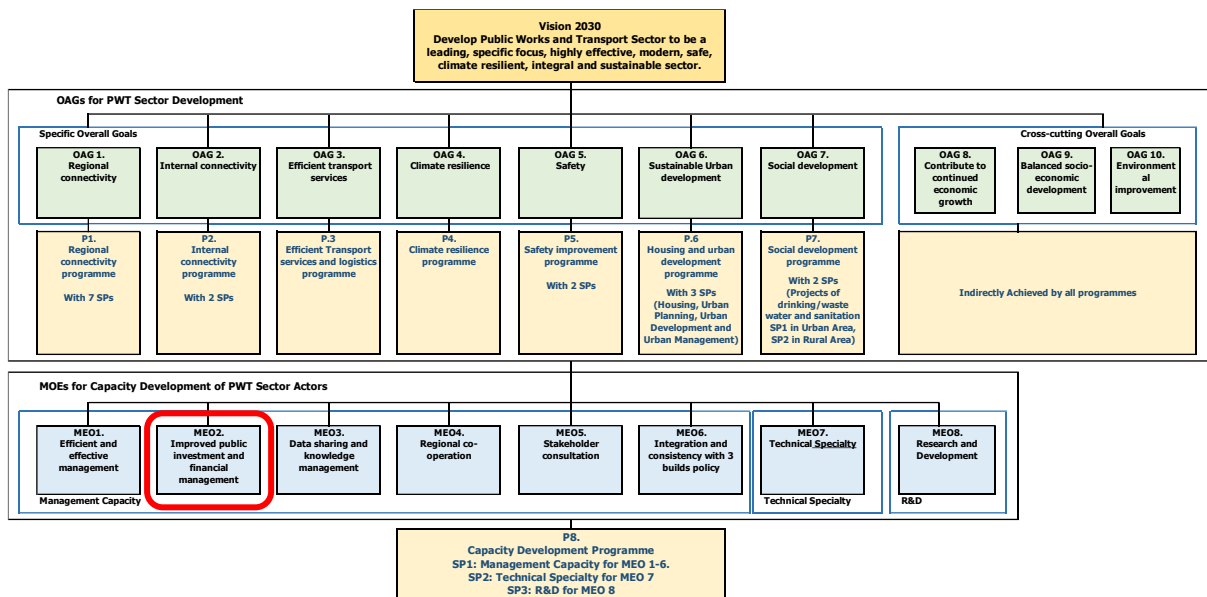 Vision 2030
Develop Public Works and Transport Sector to be a
leading, specific focus, highly effective, modern, safe,
climate resilient, integral and sustainable sector.
OAGs for PWT Sector Development
Specific Overall Goals
Cross-cutting Overall Goals
OAG 1.
Regional
connectivity
OAG 2.
Internal connectivity
OAG 3.
Efficient transport
services
OAG 4.
Climate resilience
OAG 5.
Safety
OAG 6.
Sustainable Urban
development
OAG 7.
Social development
OAG 8.
Contribute to
continued
economic
growth
OAG 9.
Balanced socio-
economic
development
OAG 10.
Environment
al
improvement
P1.
Regional
connectivity
programme
With 7 SPs
P2.
Internal
connectivity
programme
With 2 SPs
P.3
Efficient Transport
services and logistics
programme
P4.
Climate resilience
programme
P5.
Safety improvement
programme
With 2 SPs
P.6
Housing and urban
development
programme
With 3 SPs
(Housing, Urban
Planning, Urban
Development and
Urban Management)
P7.
Social development
programme
With 2 SPs
(Projects of
drinking/waste
water and sanitation
SP1 in Urban Area,
SP2 in Rural Area)
Indirectly Achieved by all programmes
MOEs for Capacity Development of PWT Sector Actors
MEO1.
Efficient and
effective
management
MEO2.
Improved public
investment and
financial
management
MEO3.
Data sharing and
knowledge
management
MEO4.
Regional co-
operation
MEO5.
Stakeholder
consultation
MEO6.
Integration and
consistency with 3
builds policy
MEO7.
Technical Specialty
MEO8.
Research and
Development
Management Capacity
Technical Specialty
R&D
P8.
Capacity Development Programme
SP1: Management Capacity for MEO 1-6.
SP2: Technical Specialty for MEO 7
SP3: R&D for MEO 8